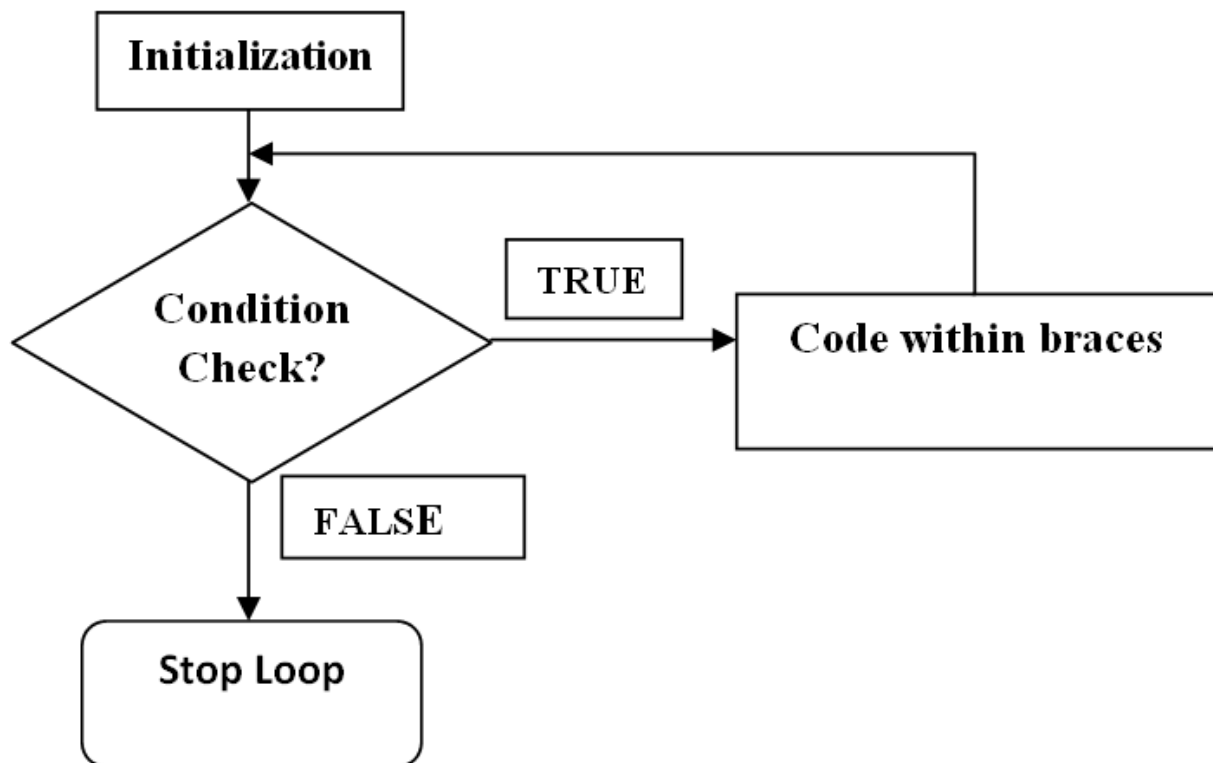 Initialization
TRUE
Condition
Check?
Code within braces
FALSE
Stop Loop